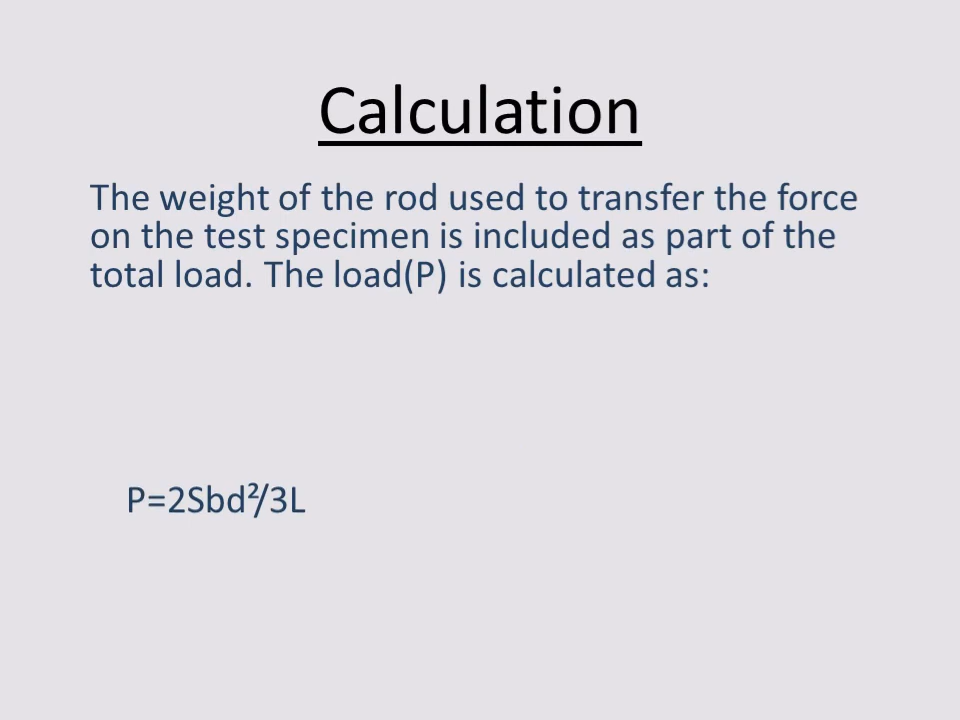 Calculation
The weight of the rod used to transfer the force
on the test specimen is included as part of the
total load. The load(P) is calculated as:
P=2Sbd²/3L